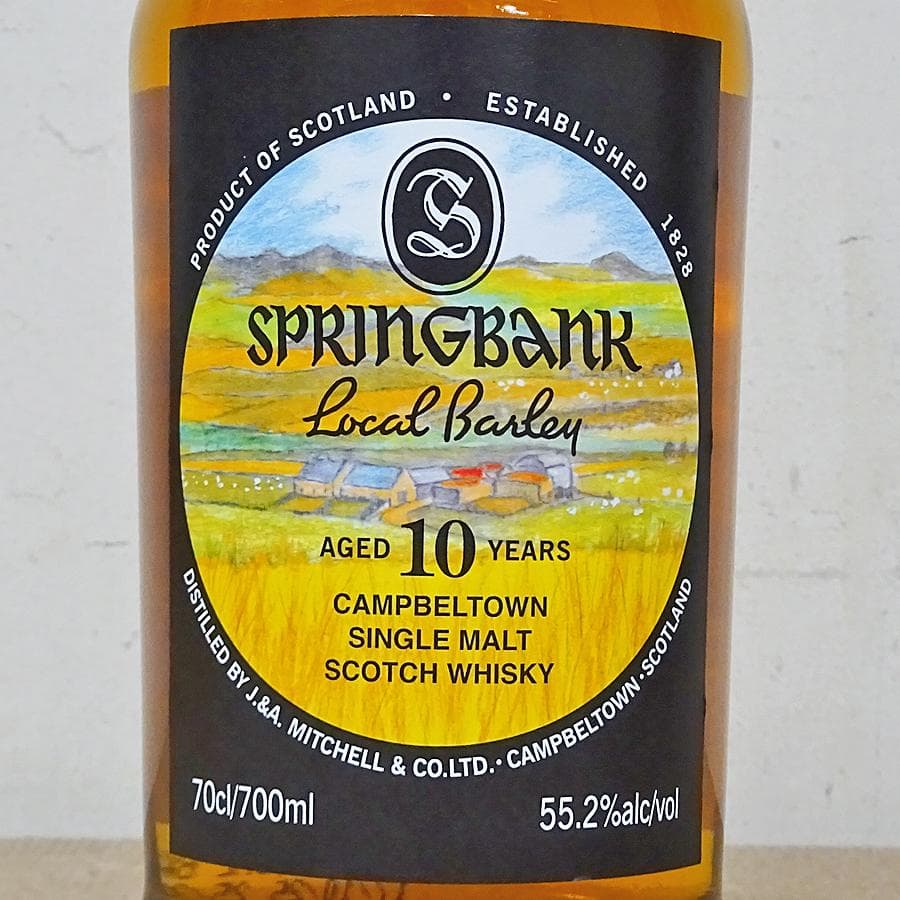 PRODUCT OF SCOTLAND • ESTABLISHED 1828
S
SPRINGBANK
Local Barley
AGED 10 YEARS
CAMPBELTOWN
SINGLE MALT
SCOTCH WHISKY
DISTILLED BY J.&A. MITCHELL & CO.LTD.• CAMPBELTOWN•SCOTLAND
70cl/700ml
55.2%alc/vol